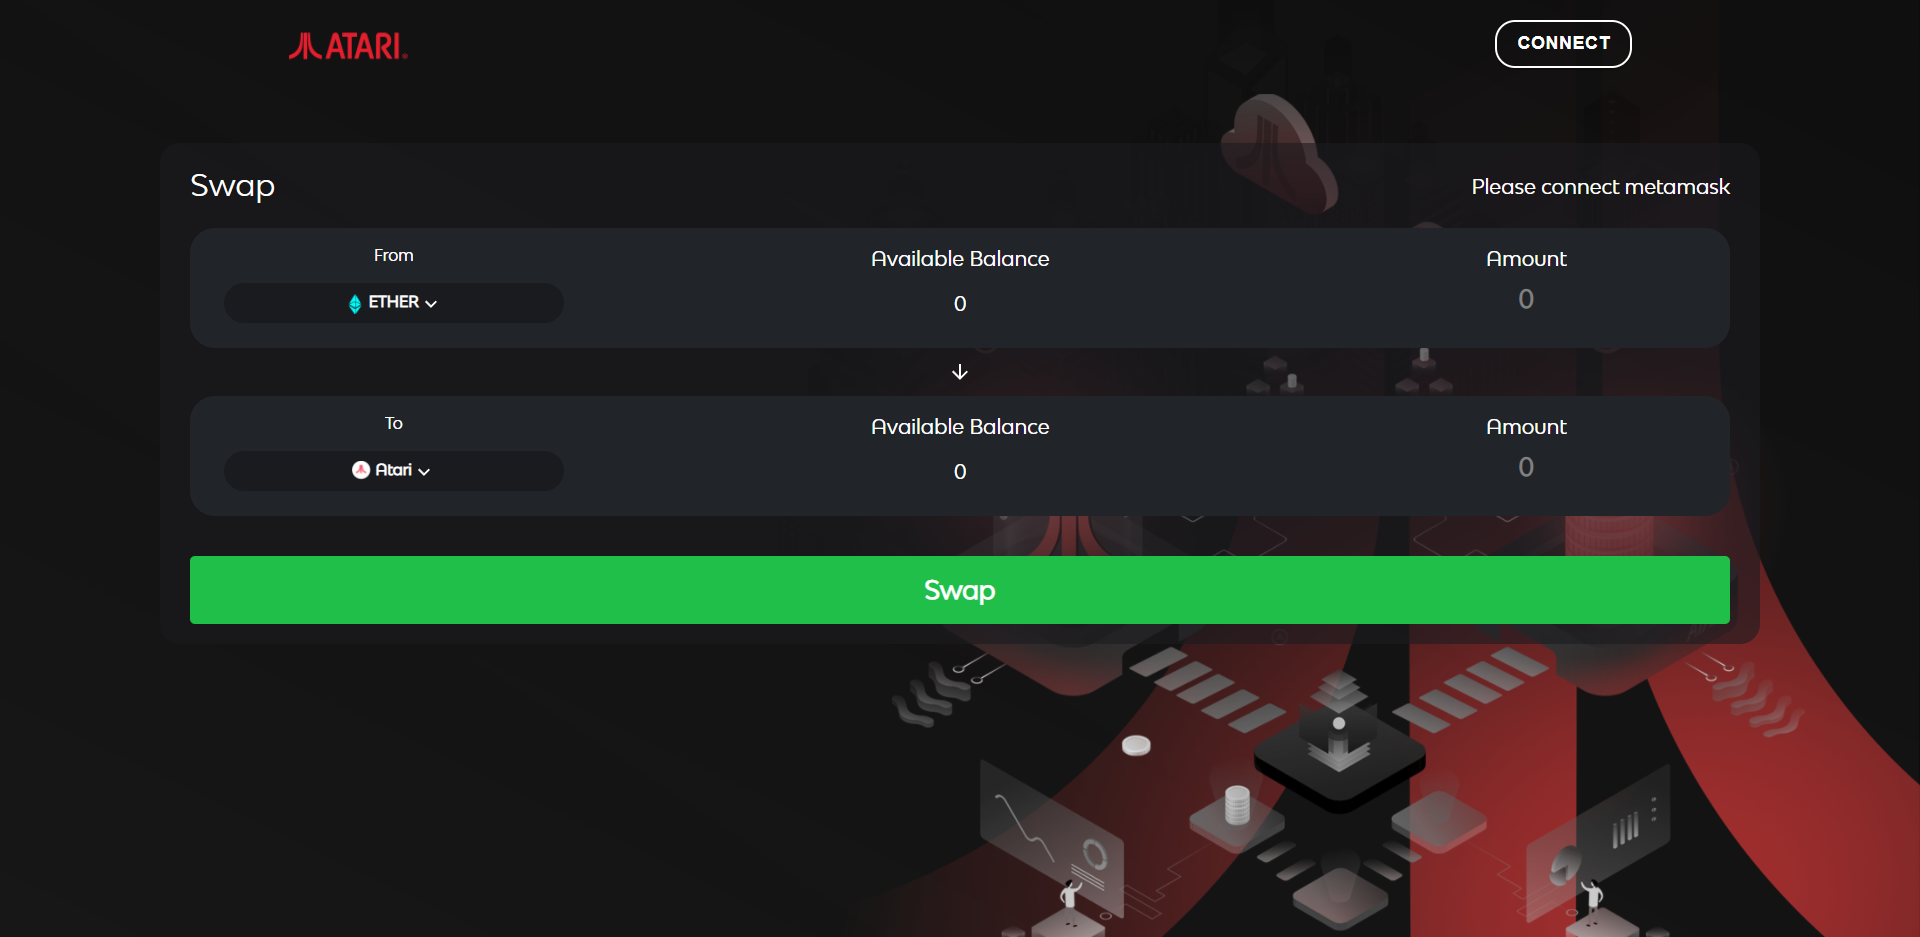 ATARI
CONNECT
Swap
Please connect metamask
From
Available Balance
Amount
ETHER
0
0
To
Available Balance
Amount
Atari
0
0
Swap